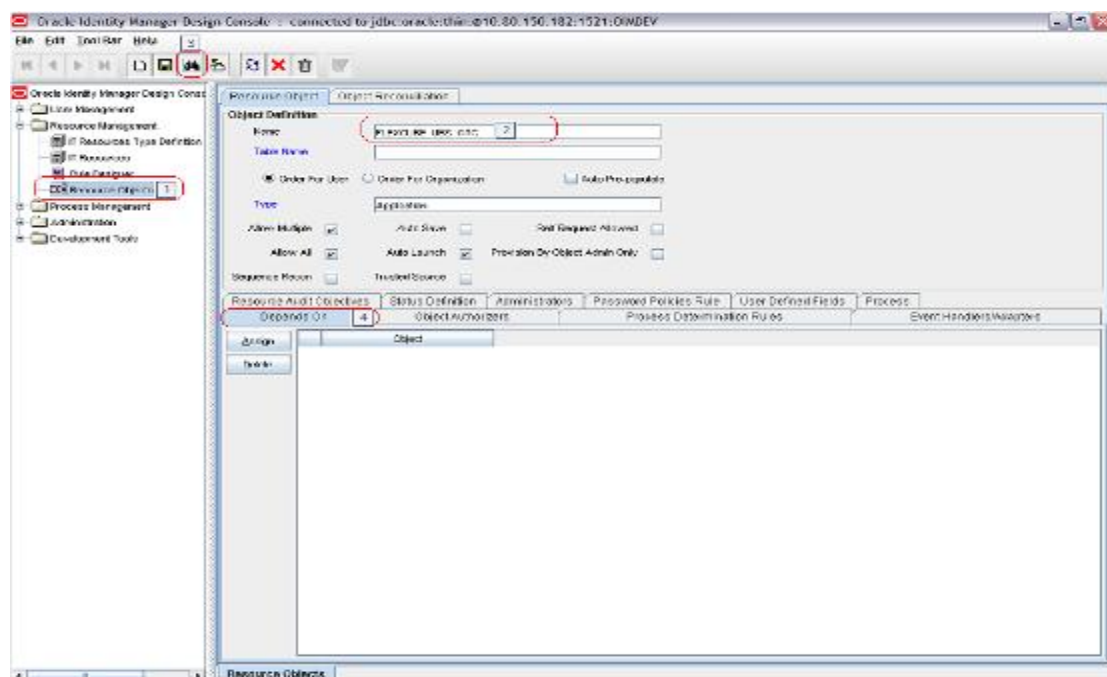 Oracle Identity Manager Design Console : connected to jdbc:oracle:thin:@10.80.150.182:1521:OIMDEV
File Edit Tool Bar Help
Oracle Identity Manager Design Conso
User Management
Resource Management
IT Resources Type Definition
IT Resources
Rule Designer
Resource Objects 1
Process Management
Administration
Development Tools
Resource Object Object Reconciliation
Object Definition
Name 2
Table Name
Order For User Order For Organization Auto Pre-populate
Type Application
Allow Multiple Auto Save Self Request Allowed
Allow All Auto Launch Provision By Object Admin Only
Sequence Recon Trusted Source
Resource Audit Objectives Status Definition Administrators Password Policies Rule User Defined Fields Process
Depends On 4 Object Authorizers Process Determination Rules Event Handlers/Adapters
Assign Object
Delete
Resource Objects